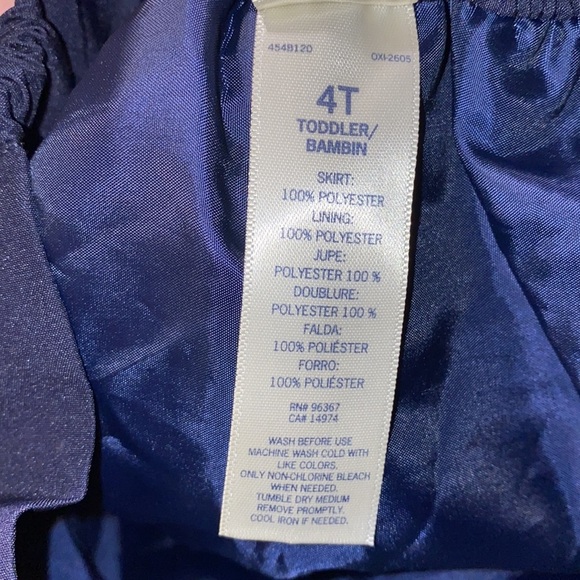 454B120 OXI-2605
4T
TODDLER/
BAMBIN
SKIRT:
100% POLYESTER
LINING:
100% POLYESTER
JUPE:
POLYESTER 100 %
DOUBLURE:
POLYESTER 100 %
FALDA:
100% POLIÉSTER
FORRO:
100% POLIÉSTER
RN# 96367
CA# 14974
WASH BEFORE USE
MACHINE WASH COLD WITH
LIKE COLORS.
ONLY NON-CHLORINE BLEACH
WHEN NEEDED.
TUMBLE DRY MEDIUM
REMOVE PROMPTLY.
COOL IRON IF NEEDED.